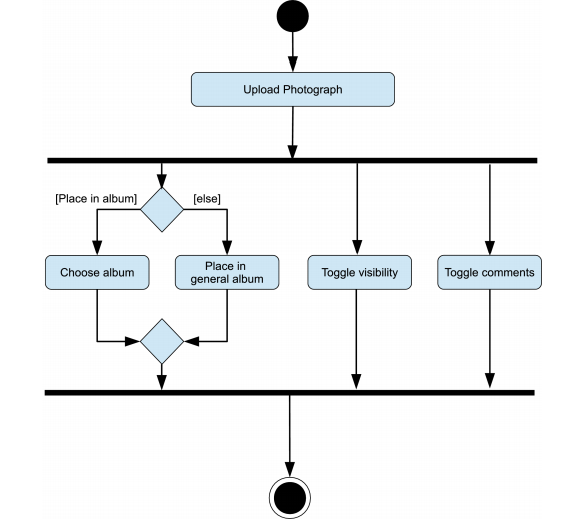 Upload Photograph
[Place in album]
[else]
Choose album
Place in
general album
Toggle visibility
Toggle comments